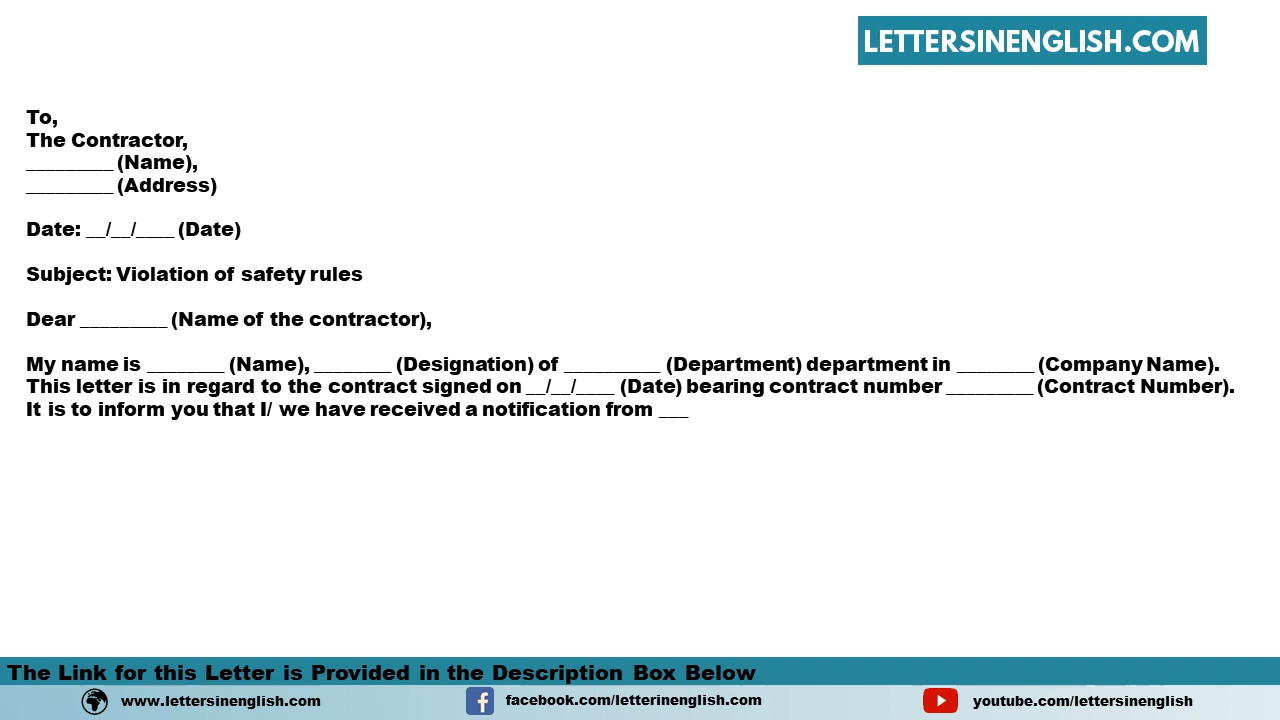 LETTERSINENGLISH.COM
To,
The Contractor,
_________ (Name),
_________ (Address)
Date: __/__/____ (Date)
Subject: Violation of safety rules
Dear _________ (Name of the contractor),
My name is ________ (Name), ________ (Designation) of __________ (Department) department in ________ (Company Name).
This letter is in regard to the contract signed on __/__/____ (Date) bearing contract number _________ (Contract Number).
It is to inform you that I/ we have received a notification from ___
The Link for this Letter is Provided in the Description Box Below
www.lettersinenglish.com
facebook.com/letterinenglish.com
youtube.com/lettersinenglish